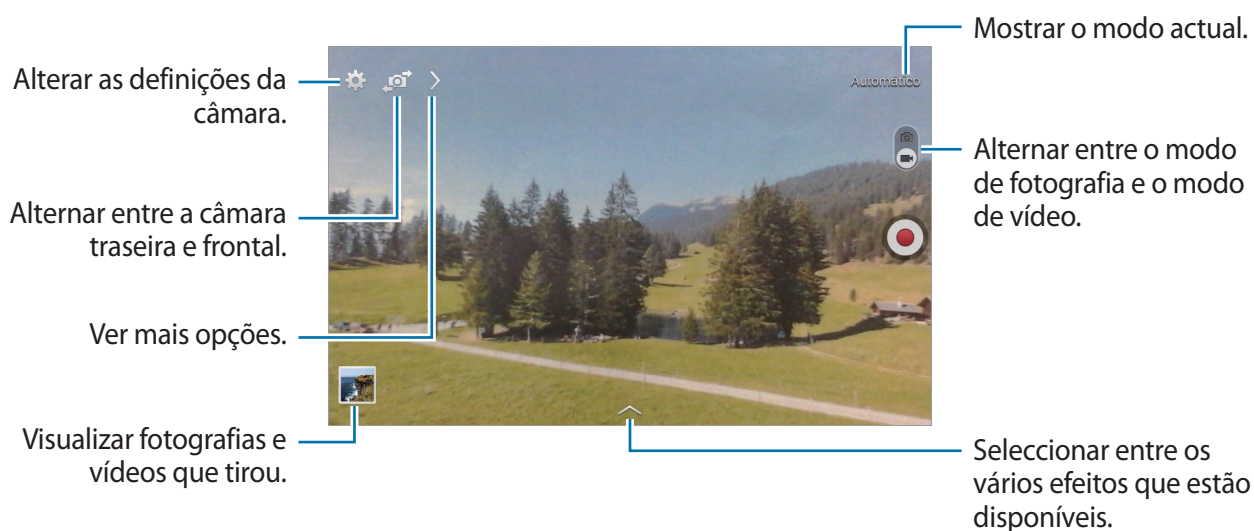 Mostrar o modo actual.
Alterar as definições da
câmara.
Automático
Alternar entre o modo
de fotografia e o modo
de vídeo.
Alternar entre a câmara
traseira e frontal.
Ver mais opções.
Visualizar fotografias e
vídeos que tirou.
Seleccionar entre os
vários efeitos que estão
disponíveis.